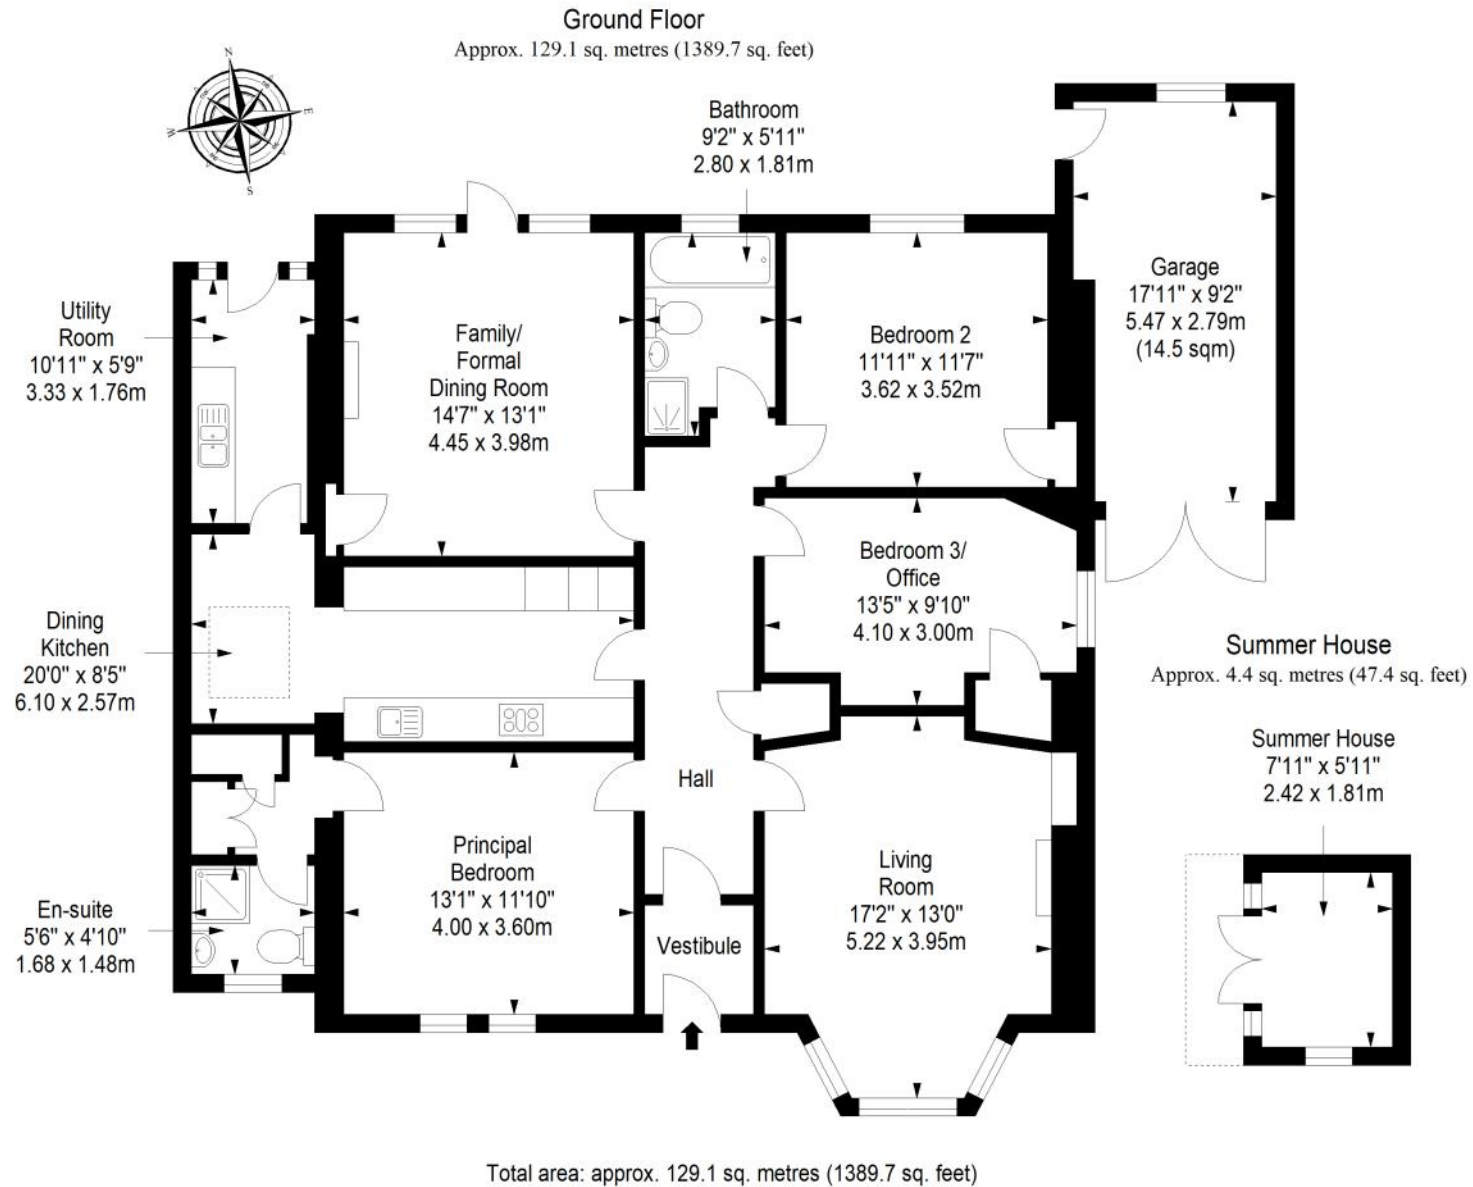 Ground Floor
Approx. 129.1 sq. metres (1389.7 sq. feet)
N
E
S
W
Bathroom
9'2" x 5'11"
2.80 x 1.81m
Utility
Room
10'11" x 5'9"
3.33 x 1.76m
Family/
Formal
Dining Room
14'7" x 13'1"
4.45 x 3.98m
Bedroom 2
11'11" x 11'7"
3.62 x 3.52m
Garage
17'11" x 9'2"
5.47 x 2.79m
(14.5 sqm)
Bedroom 3/
Office
13'5" x 9'10"
4.10 x 3.00m
Dining
Kitchen
20'0" x 8'5"
6.10 x 2.57m
Summer House
Approx. 4.4 sq. metres (47.4 sq. feet)
Summer House
7'11" x 5'11"
2.42 x 1.81m
Hall
Principal
Bedroom
13'1" x 11'10"
4.00 x 3.60m
Living
Room
17'2" x 13'0"
5.22 x 3.95m
En-suite
5'6" x 4'10"
1.68 x 1.48m
Vestibule
Total area: approx. 129.1 sq. metres (1389.7 sq. feet)